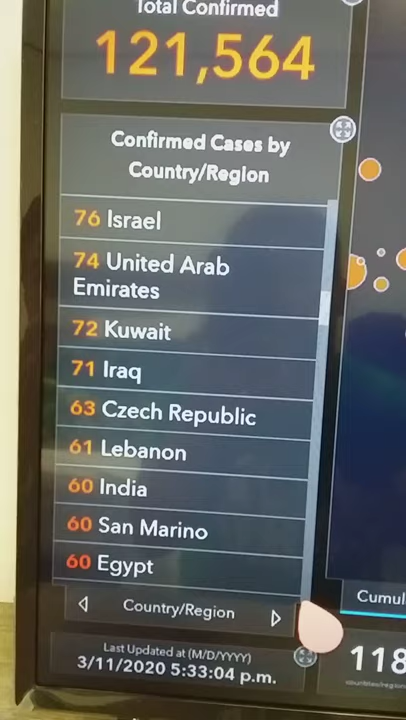 Total Confirmed
121,564
Confirmed Cases by
Country/Region
76 Israel
74 United Arab
Emirates
72 Kuwait
71 Iraq
63 Czech Republic
61 Lebanon
60 India
60 San Marino
60 Egypt
Country/Region
Last Updated at (M/D/YYYY)
3/11/2020 5:33:04 p.m.
Cumul
118